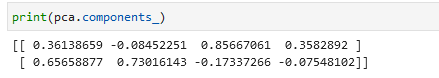 print(pca.components_)
[[ 0.36138659 -0.08452251  0.85667061  0.3582892 ]
 [ 0.65658877  0.73016143 -0.17337266 -0.07548102]]